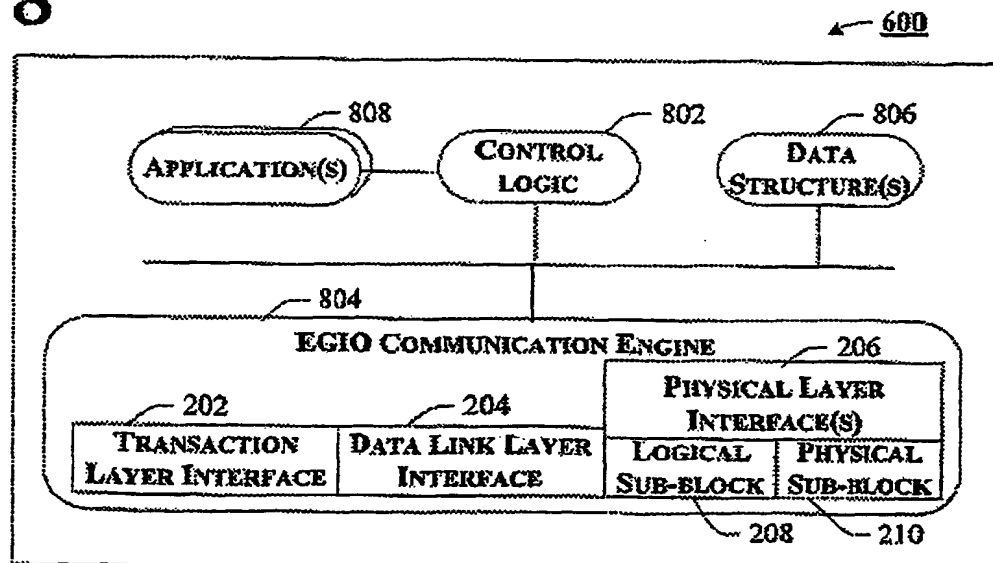 8
600
808
802
806
APPLICATION(S)
CONTROL
LOGIC
DATA
STRUCTURE(S)
804
EGIO COMMUNICATION ENGINE
206
PHYSICAL LAYER
INTERFACE(S)
202
204
TRANSACTION
LAYER INTERFACE
DATA LINK LAYER
INTERFACE
LOGICAL
SUB-BLOCK
PHYSICAL
SUB-BLOCK
208
210